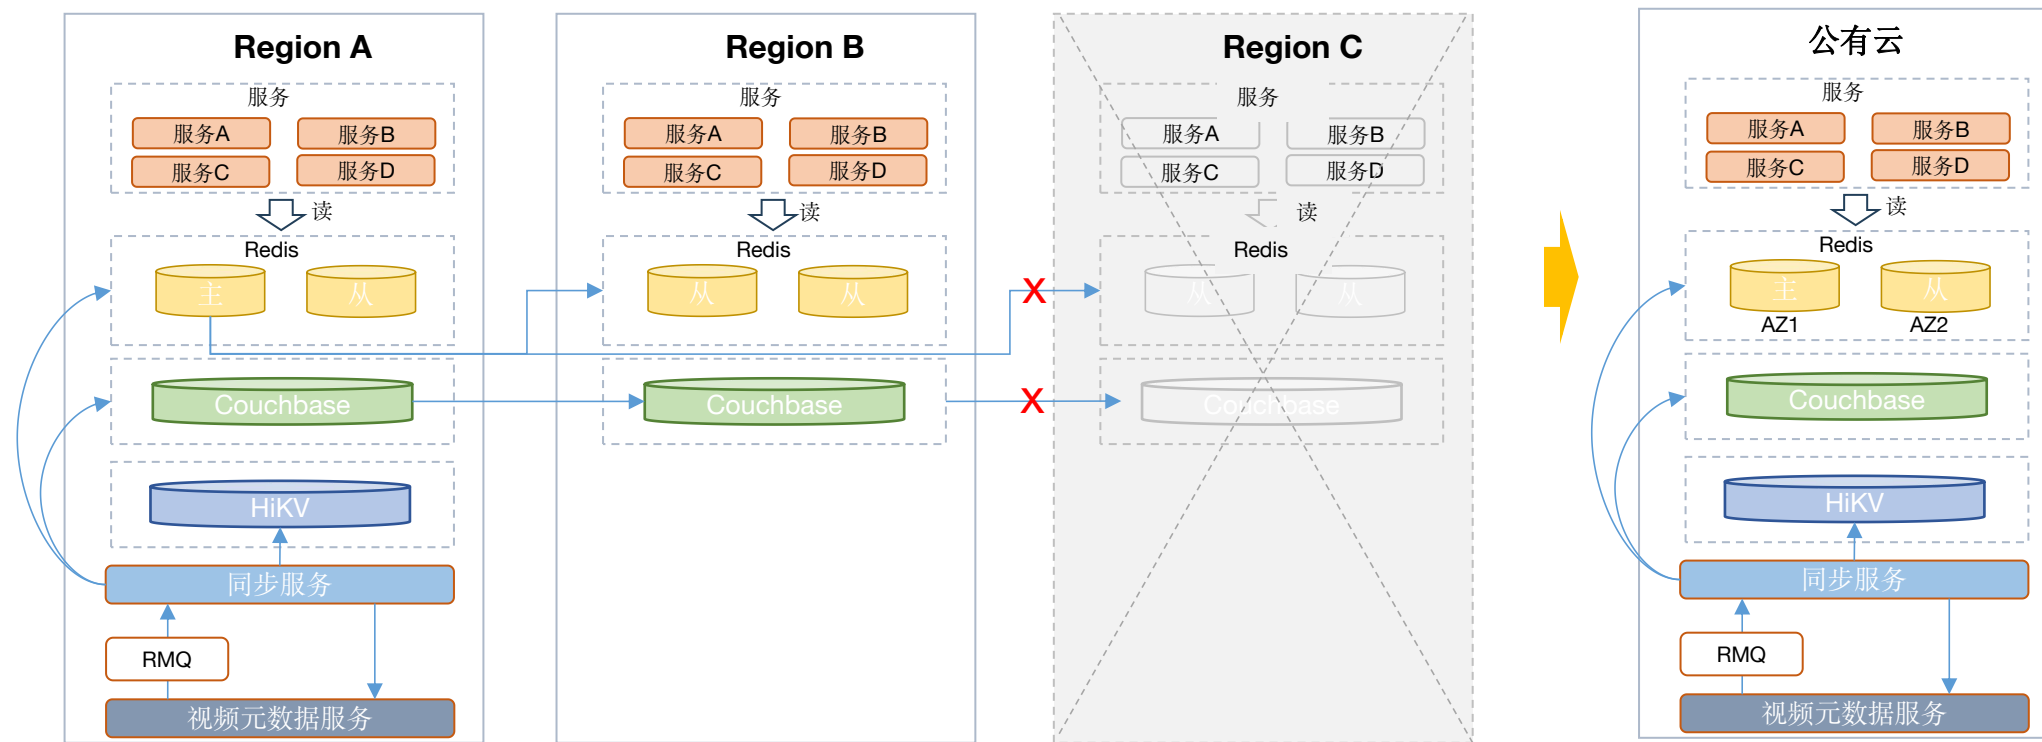 Region A
服务
服务A
服务B
服务C
服务D
读
Redis
主
从
Couchbase
HiKV
同步服务
RMQ
视频元数据服务
Region B
服务
服务A
服务B
服务C
服务D
读
Redis
从
从
Couchbase
X
X
Region C
服务
服务A
服务B
服务C
服务D
读
Redis
从
从
Couchbase
公有云
服务
服务A
服务B
服务C
服务D
读
Redis
主
从
AZ1
AZ2
Couchbase
HiKV
同步服务
RMQ
视频元数据服务